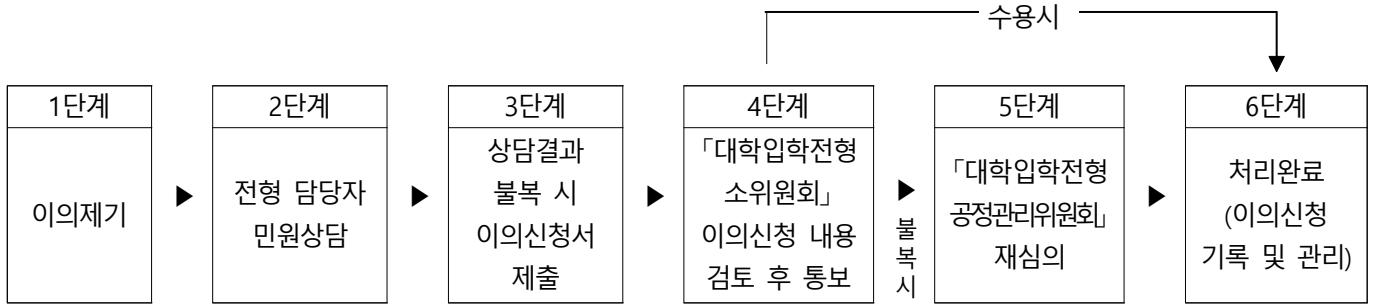 수용시
1단계
이의제기
▶
2단계
전형 담당자
민원상담
▶
3단계
상담결과
불복 시
이의신청서
제출
▶
4단계
「대학입학전형
소위원회」
이의신청 내용
검토 후 통보
▶
불
복
시
5단계
「대학입학전형
공정관리위원회」
재심의
▶
6단계
처리완료
(이의신청
기록 및 관리)